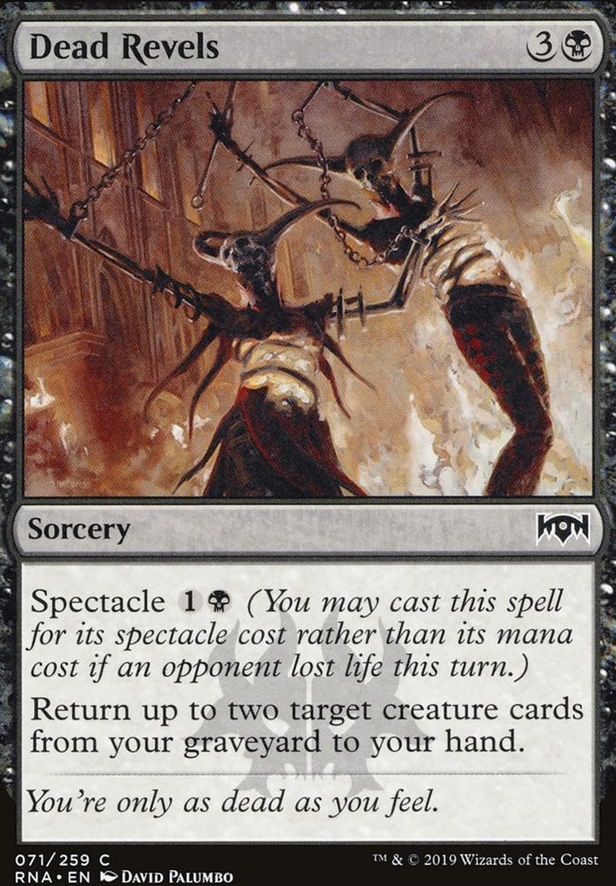 Dead Revels 3
Sorcery
Spectacle 1 (You may cast this spell
for its spectacle cost rather than its mana
cost if an opponent lost life this turn.)
Return up to two target creature cards
from your graveyard to your hand.
You're only as dead as you feel.
071/259 C
RNA • EN DAVID PALUMBO
™ & © 2019 Wizards of the Coast